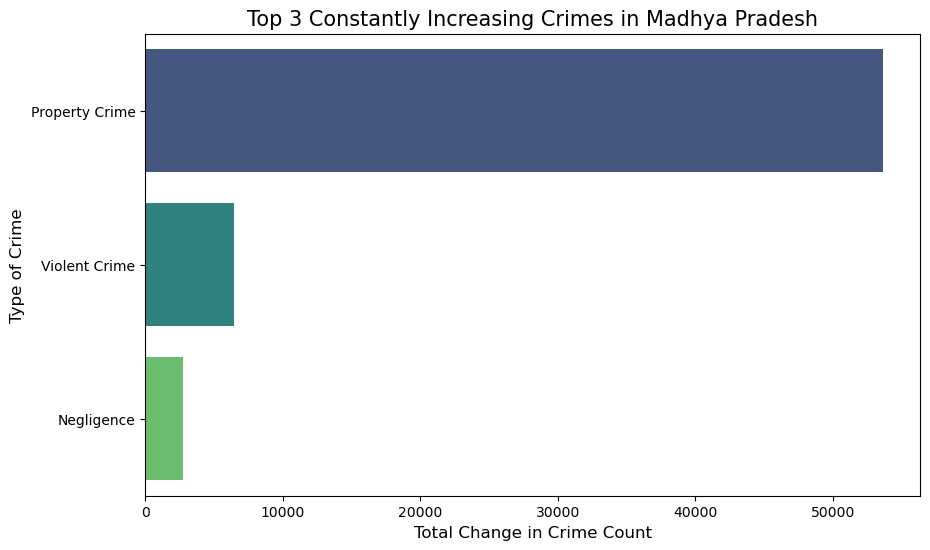 Top 3 Constantly Increasing Crimes in Madhya Pradesh
Type of Crime
Property Crime
Violent Crime
Negligence
0 10000 20000 30000 40000 50000
Total Change in Crime Count